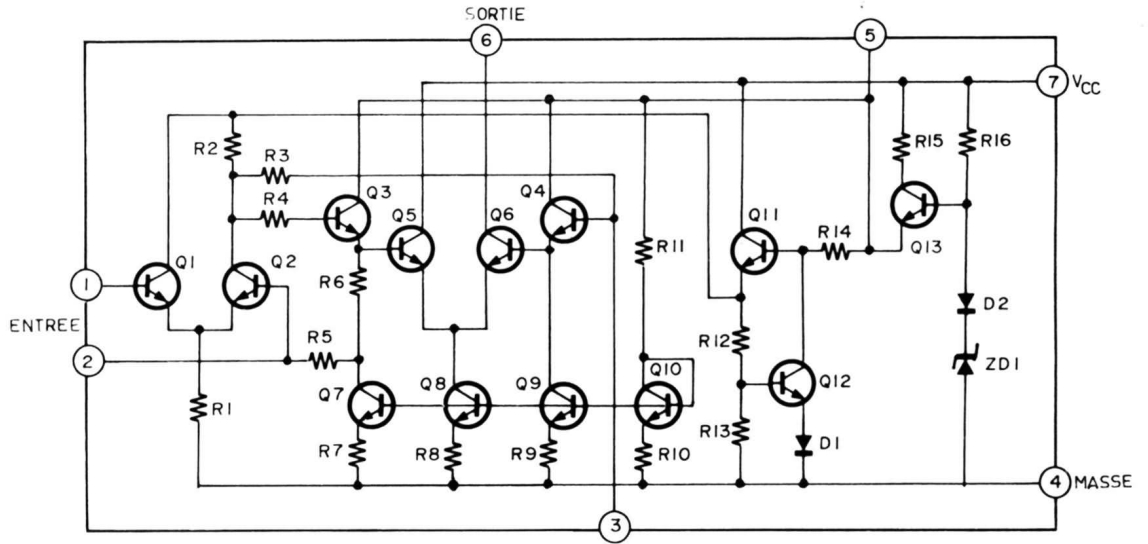 SORTIE
6
5
7 VCC
R2
R3
R4
Q3
Q5
Q6
Q4
R15
R16
Q11
R14
Q13
R11
1
Q1
Q2
R6
ENTREE
R5
2
R12
D2
ZD1
Q7
Q8
Q9
Q10
Q12
R1
R13
D1
R7
R8
R9
R10
4 MASSE
3